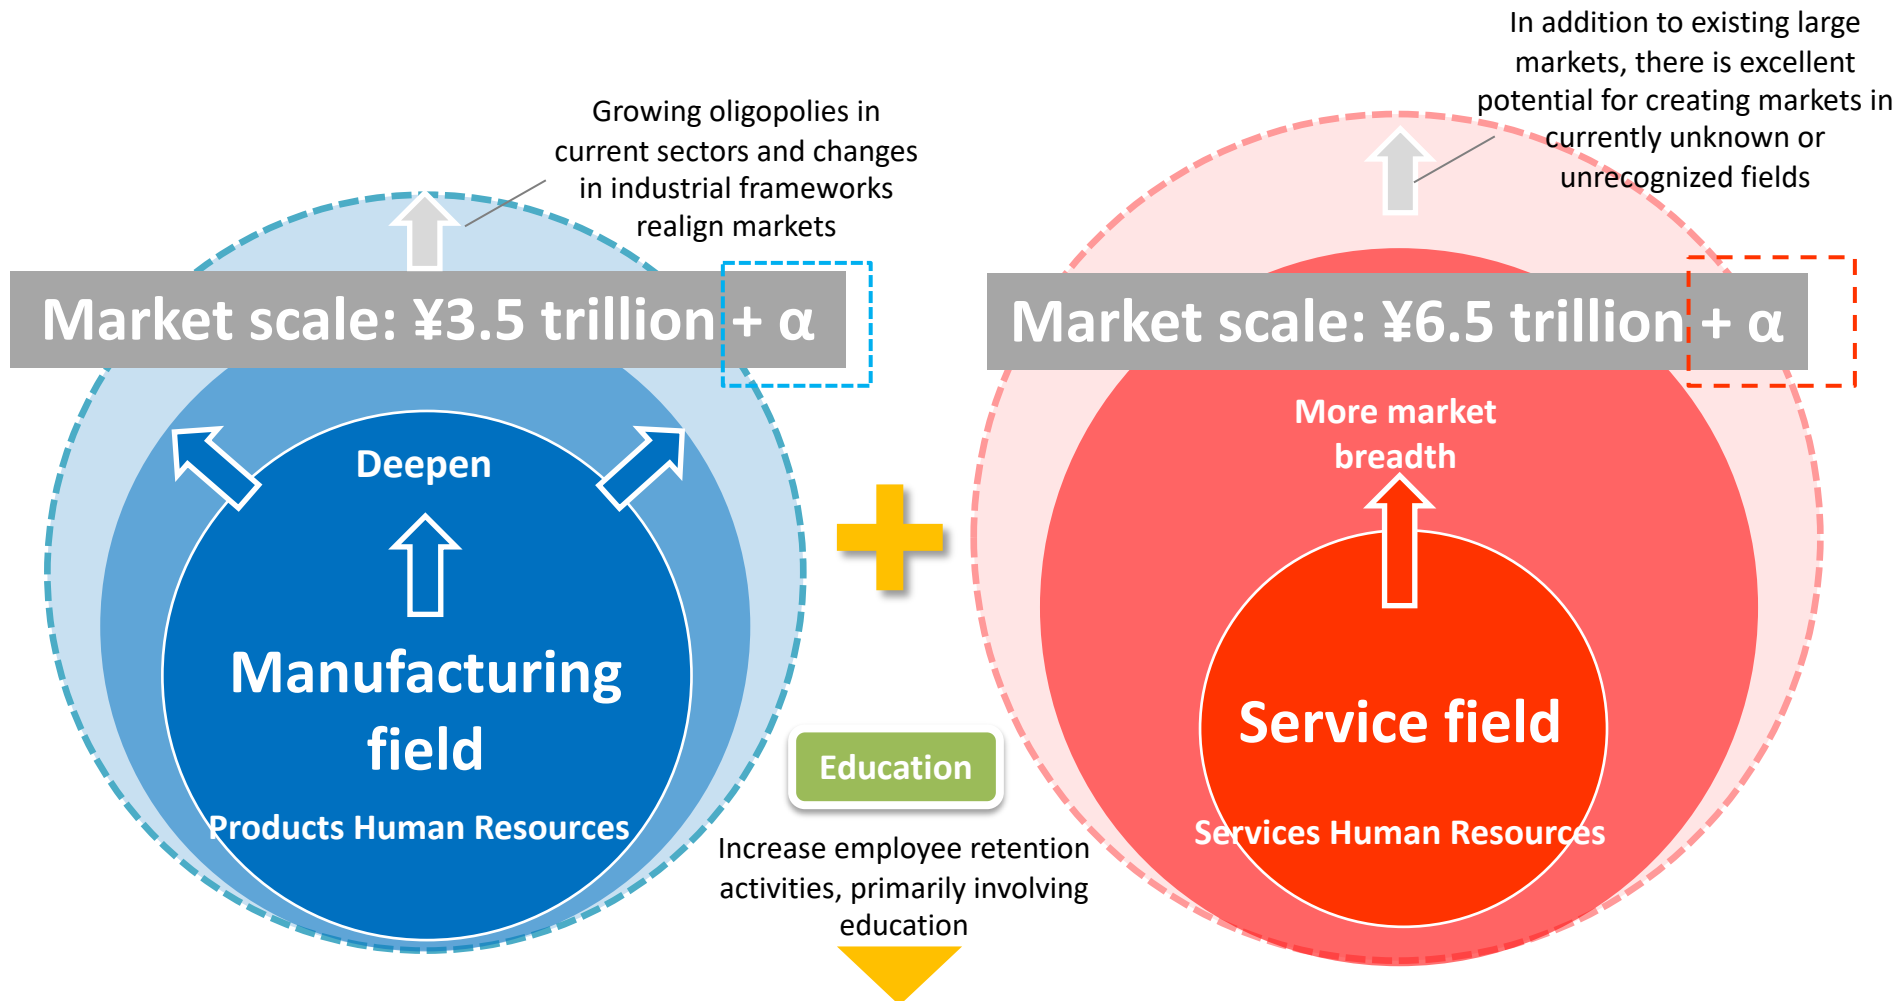 Growing oligopolies in
current sectors and changes
in industrial frameworks
realign markets
Market scale: ¥3.5 trillion + α
Deepen
Manufacturing
field
Products Human Resources
Education
Increase employee retention
activities, primarily involving
education
In addition to existing large
markets, there is excellent
potential for creating markets in
currently unknown or
unrecognized fields
Market scale: ¥6.5 trillion + α
More market
breadth
Service field
Services Human Resources